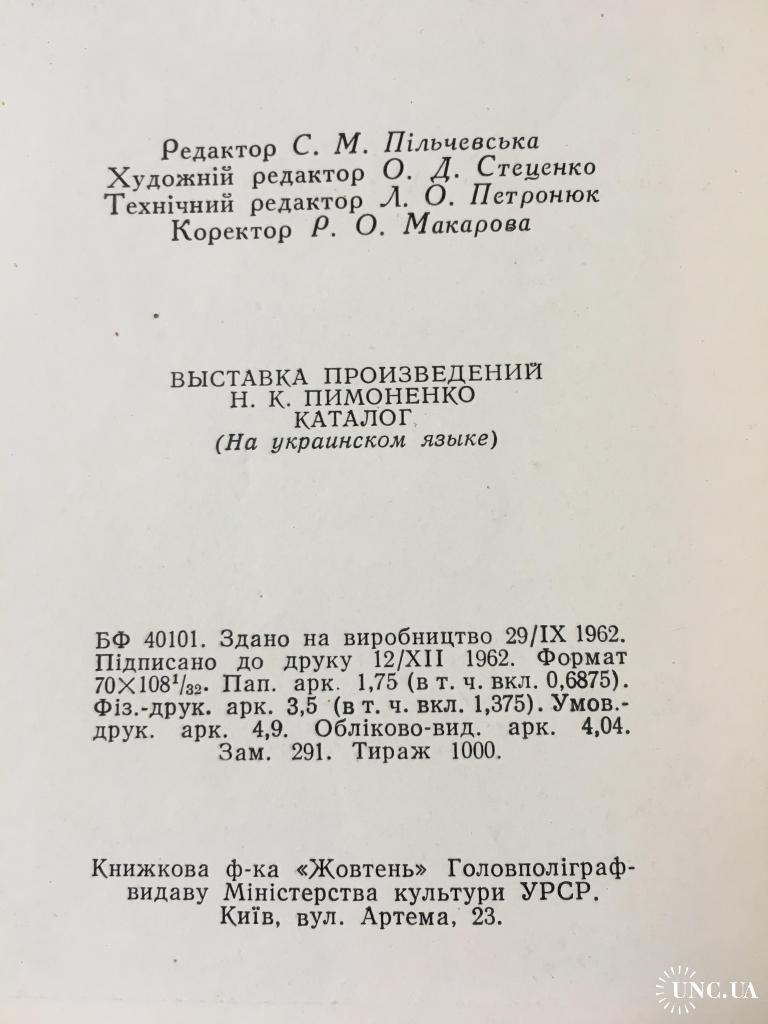 Редактор С. М. Пільчевська
Художній редактор О. Д. Стеценко
Технічний редактор Л. О. Петронюк
Коректор Р. О. Макарова
ВЫСТАВКА ПРОИЗВЕДЕНИЙ
Н. К. ПИМОНЕНКО
КАТАЛОГ
(На украинском языке)
БФ 40101. Здано на виробництво 29/IX 1962.
Підписано до друку 12/XII 1962. Формат
70×108¹/₃₂. Пап. арк. 1,75 (в т. ч. вкл. 0,6875).
Фіз.-друк. арк. 3,5 (в т. ч. вкл. 1,375). Умов.-
друк. арк. 4,9. Обліково-вид. арк. 4,04.
Зам. 291. Тираж 1000.
Книжкова ф-ка «Жовтень» Головполіграф-
видаву Міністерства культури УРСР.
Київ, вул. Артема, 23.
UNC.UA